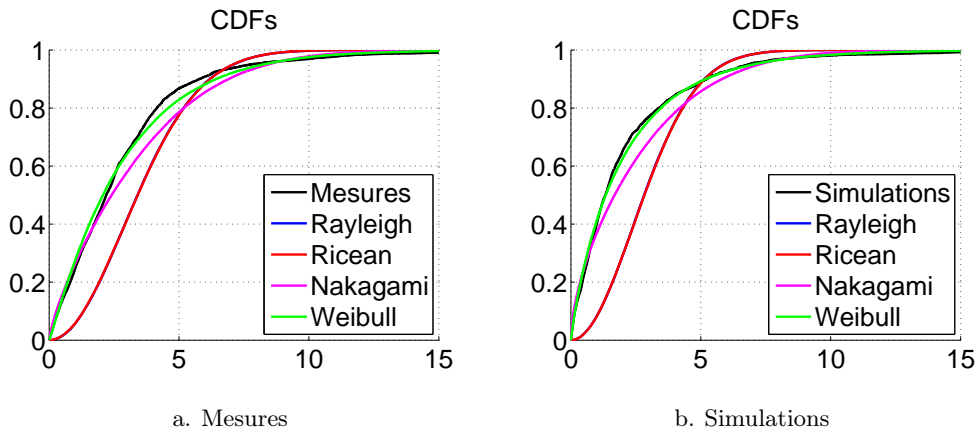 CDFs
1
0.8
0.6
0.4
0.2
0
0 5 10 15
Mesures
Rayleigh
Ricean
Nakagami
Weibull
a. Mesures
CDFs
1
0.8
0.6
0.4
0.2
0
0 5 10 15
Simulations
Rayleigh
Ricean
Nakagami
Weibull
b. Simulations